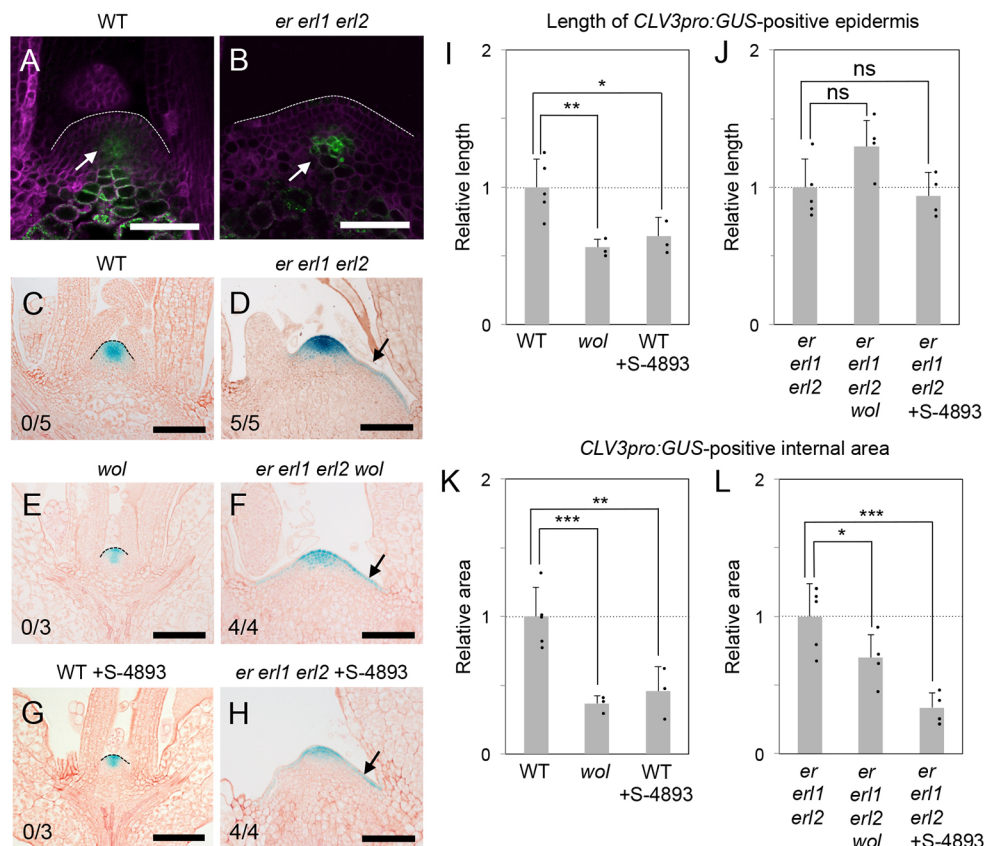 WT
er erl1 erl2
A
B
WT
er erl1 erl2
C
D
0/5
5/5
wol
er erl1 erl2 wol
E
F
0/3
4/4
WT +S-4893
er erl1 erl2 +S-4893
G
H
0/3
4/4
Length of CLV3pro:GUS-positive epidermis
I
2
1
0
Relative length
*
**
WT
wol
WT
+S-4893
J
2
1
0
Relative length
ns
ns
er
erl1
erl2
er
erl1
erl2
wol
er
erl1
erl2
+S-4893
CLV3pro:GUS-positive internal area
K
2
1
0
Relative area
**
***
WT
wol
WT
+S-4893
L
2
1
0
Relative area
***
*
er
erl1
erl2
er
erl1
erl2
wol
er
erl1
erl2
+S-4893